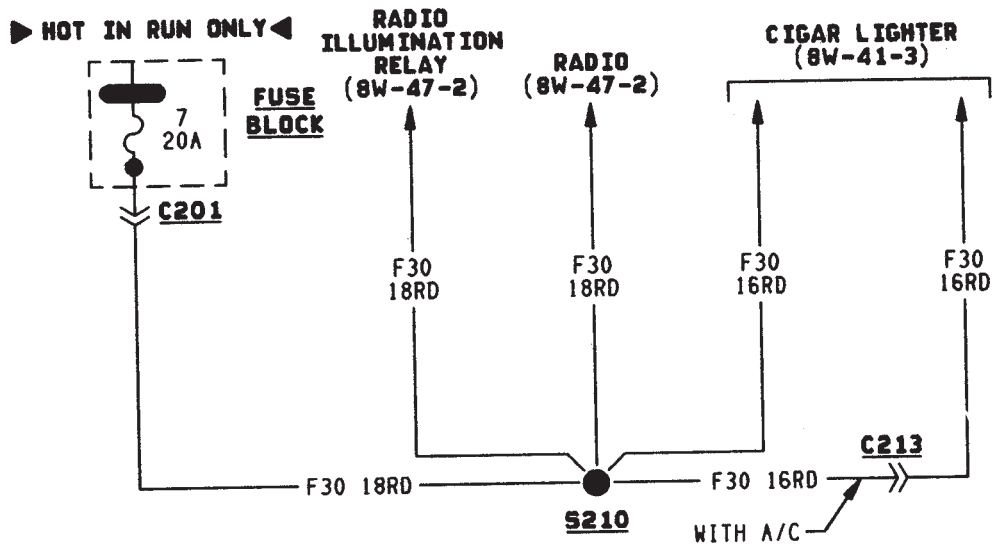 HOT IN RUN ONLY
7
20A
FUSE
BLOCK
C201
RADIO
ILLUMINATION
RELAY
(8W-47-2)
RADIO
(8W-47-2)
CIGAR LIGHTER
(8W-41-3)
F30
18RD
F30
18RD
F30
16RD
F30
16RD
F30 18RD
S210
F30 16RD
C213
WITH A/C